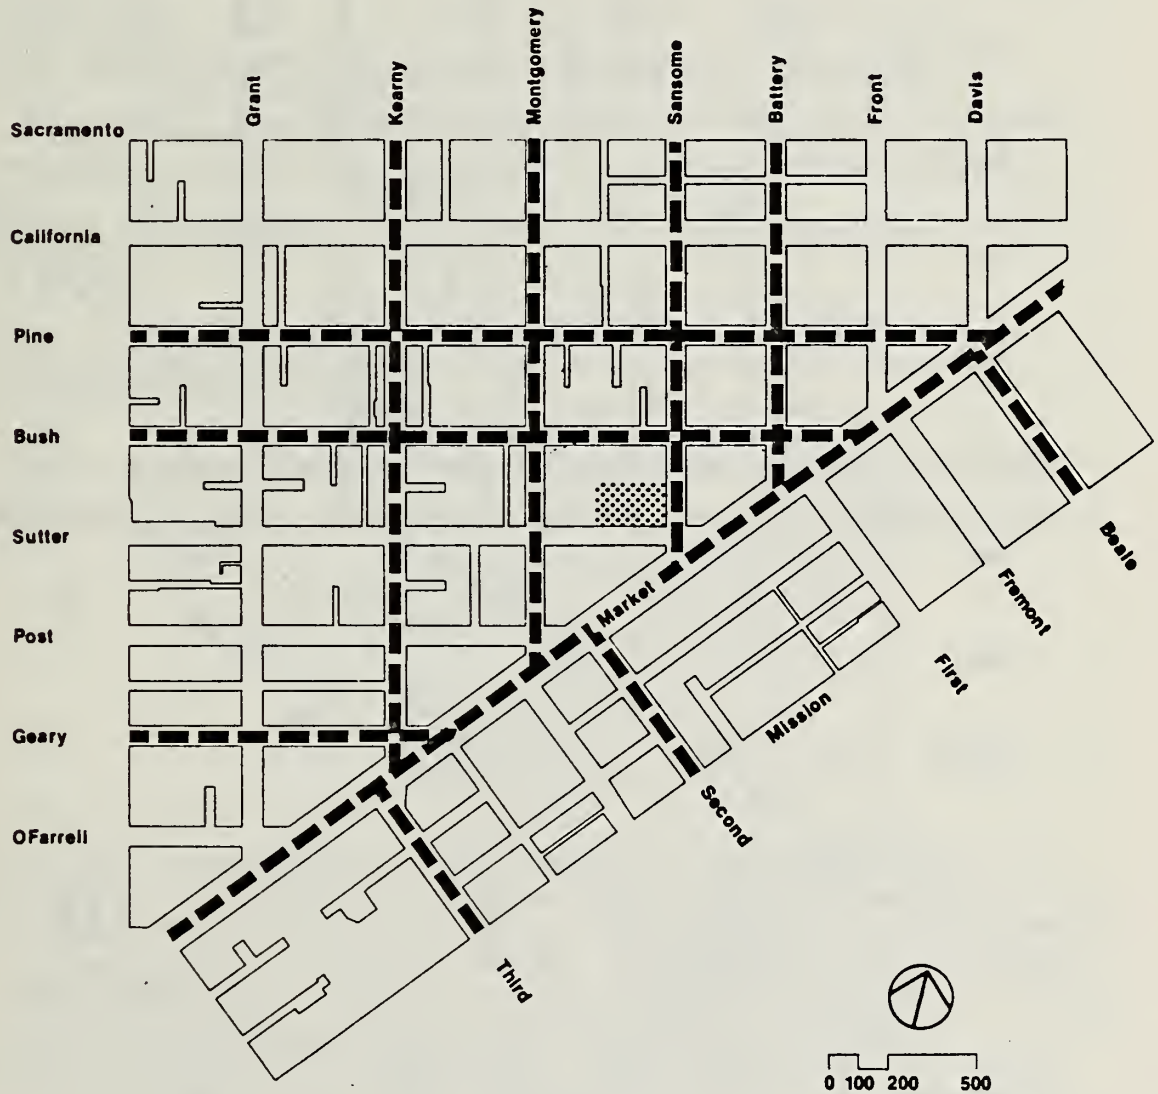 Grant
Kearny
Montgomery
Sansome
Battery
Front
Davis
Sacramento
California
Pine
Bush
Sutter
Post
Geary
OFarrell
Market
Mission
Beale
Fremont
First
Second
Third
0 100 200 500